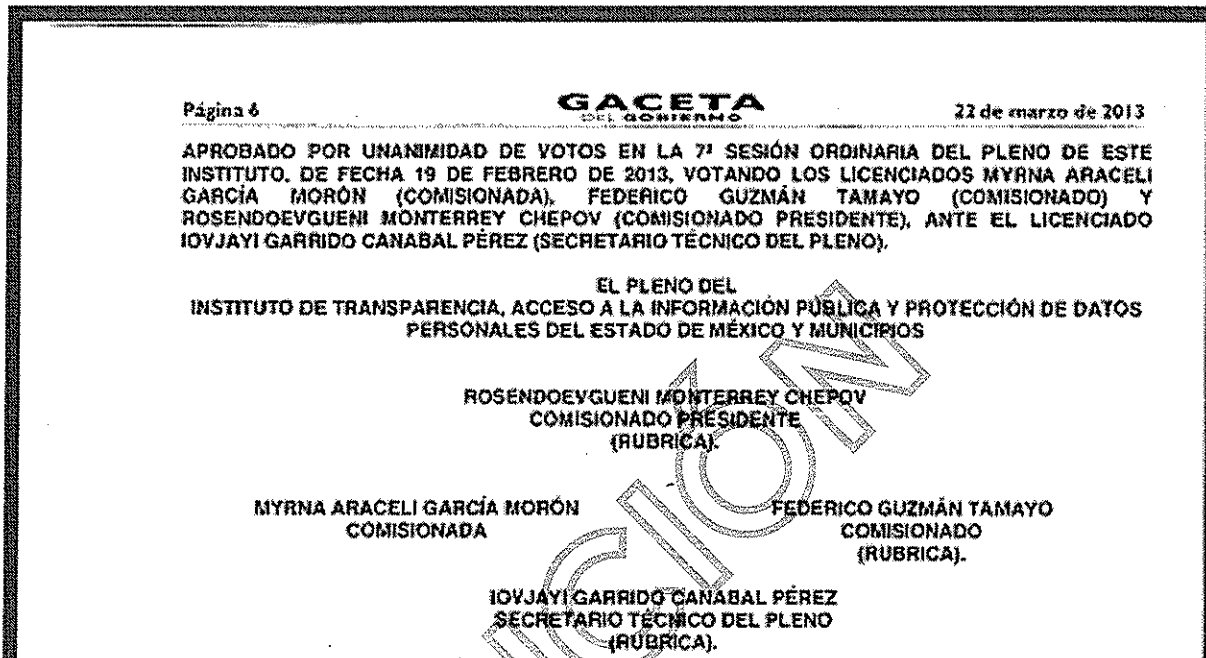 Página 6
GACETA
DEL GOBIERNO
22 de marzo de 2013
APROBADO POR UNANIMIDAD DE VOTOS EN LA 7ª SESIÓN ORDINARIA DEL PLENO DE ESTE
INSTITUTO, DE FECHA 19 DE FEBRERO DE 2013, VOTANDO LOS LICENCIADOS MYRNA ARACELI
GARCÍA MORÓN (COMISIONADA), FEDERICO GUZMÁN TAMAYO (COMISIONADO) Y
ROSENDOEVGUENI MONTERREY CHEPOV (COMISIONADO PRESIDENTE), ANTE EL LICENCIADO
IOVJAYI GARRIDO CANABAL PÉREZ (SECRETARIO TÉCNICO DEL PLENO).
EL PLENO DEL
INSTITUTO DE TRANSPARENCIA, ACCESO A LA INFORMACIÓN PÚBLICA Y PROTECCIÓN DE DATOS
PERSONALES DEL ESTADO DE MÉXICO Y MUNICIPIOS
ROSENDOEVGUENI MONTERREY CHEPOV
COMISIONADO PRESIDENTE
(RUBRICA).
MYRNA ARACELI GARCÍA MORÓN
COMISIONADA
FEDERICO GUZMÁN TAMAYO
COMISIONADO
(RUBRICA).
IOVJAYI GARRIDO CANABAL PÉREZ
SECRETARIO TÉCNICO DEL PLENO
(RUBRICA).
CIÓN